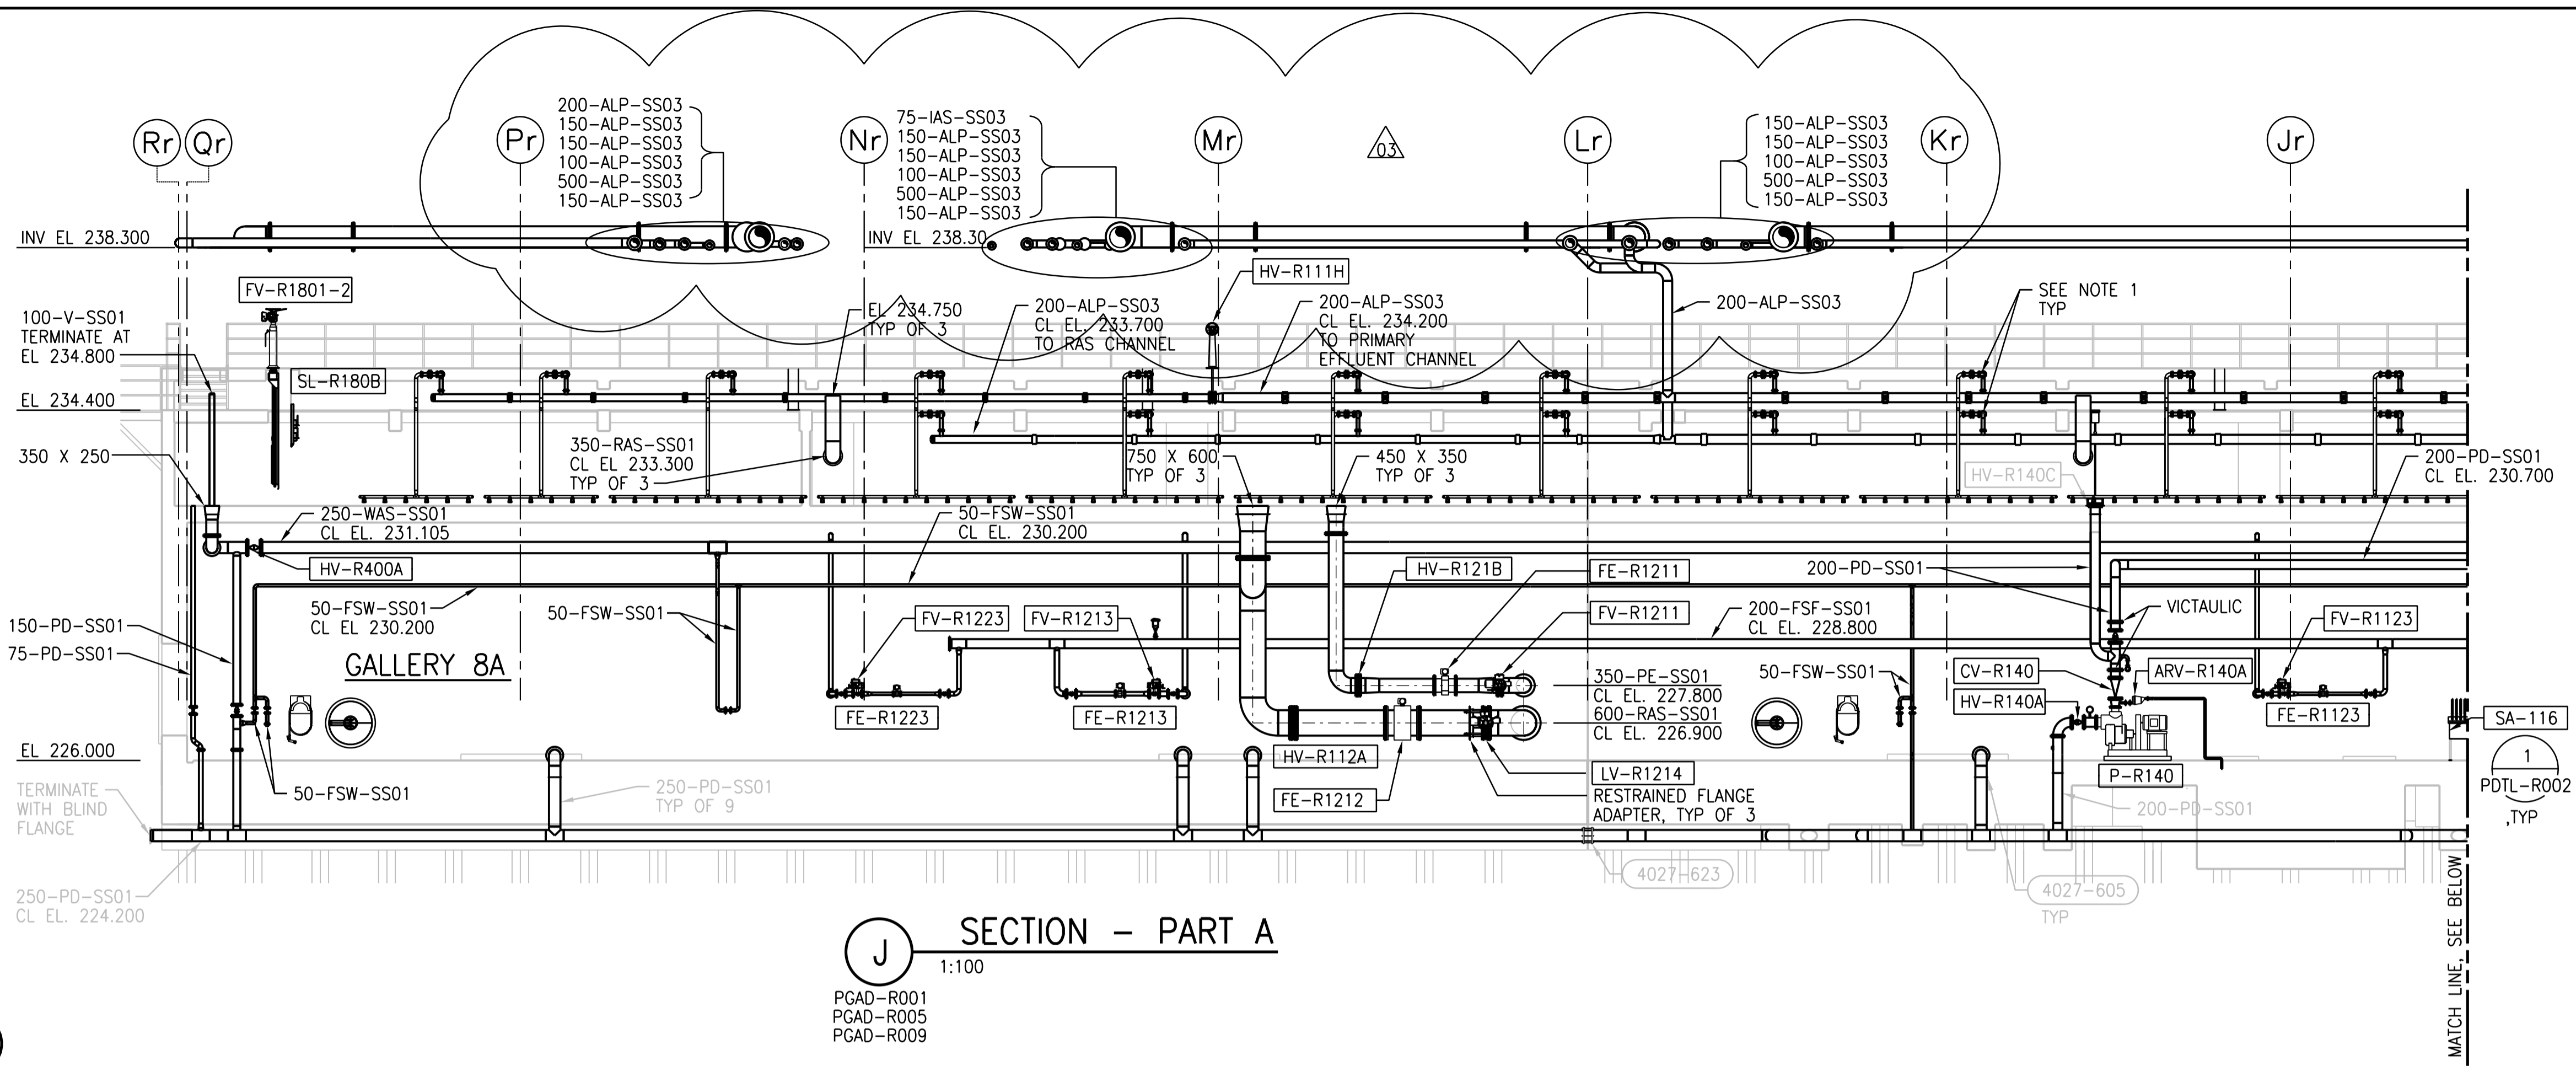 Rr
Qr
Pr
200-ALP-SS03
150-ALP-SS03
150-ALP-SS03
100-ALP-SS03
500-ALP-SS03
150-ALP-SS03
Nr
75-IAS-SS03
150-ALP-SS03
150-ALP-SS03
100-ALP-SS03
500-ALP-SS03
150-ALP-SS03
Mr
03
Lr
150-ALP-SS03
150-ALP-SS03
100-ALP-SS03
500-ALP-SS03
150-ALP-SS03
Kr
Jr
INV EL 238.300
INV EL 238.30
FV-R1801-2
HV-R111H
100-V-SS01
TERMINATE AT
EL 234.800
EL 234.750
TYP OF 3
200-ALP-SS03
CL EL. 233.700
TO RAS CHANNEL
200-ALP-SS03
CL EL. 234.200
TO PRIMARY
EFFLUENT CHANNEL
200-ALP-SS03
SEE NOTE 1
TYP
SL-R180B
EL 234.400
350 X 250
350-RAS-SS01
CL EL 233.300
TYP OF 3
750 X 600
TYP OF 3
450 X 350
TYP OF 3
HV-R140C
200-PD-SS01
CL EL. 230.700
250-WAS-SS01
CL EL. 231.105
50-FSW-SS01
CL EL. 230.200
HV-R400A
HV-R121B
FE-R1211
200-PD-SS01
50-FSW-SS01
CL EL 230.200
50-FSW-SS01
FV-R1223
FV-R1213
FV-R1211
200-FSF-SS01
CL EL. 228.800
VICTAULIC
FV-R1123
150-PD-SS01
75-PD-SS01
GALLERY 8A
350-PE-SS01
CL EL. 227.800
600-RAS-SS01
CL EL. 226.900
50-FSW-SS01
CV-R140
ARV-R140A
HV-R140A
FE-R1223
FE-R1213
FE-R1123
SA-116
EL 226.000
HV-R112A
LV-R1214
P-R140
1
PDTL-R002
,TYP
TERMINATE
WITH BLIND
FLANGE
50-FSW-SS01
250-PD-SS01
TYP OF 9
FE-R1212
RESTRAINED FLANGE
ADAPTER, TYP OF 3
200-PD-SS01
250-PD-SS01
CL EL. 224.200
4027-623
4027-605
TYP
MATCH LINE, SEE BELOW
J
SECTION - PART A
1:100
PGAD-R001
PGAD-R005
PGAD-R009